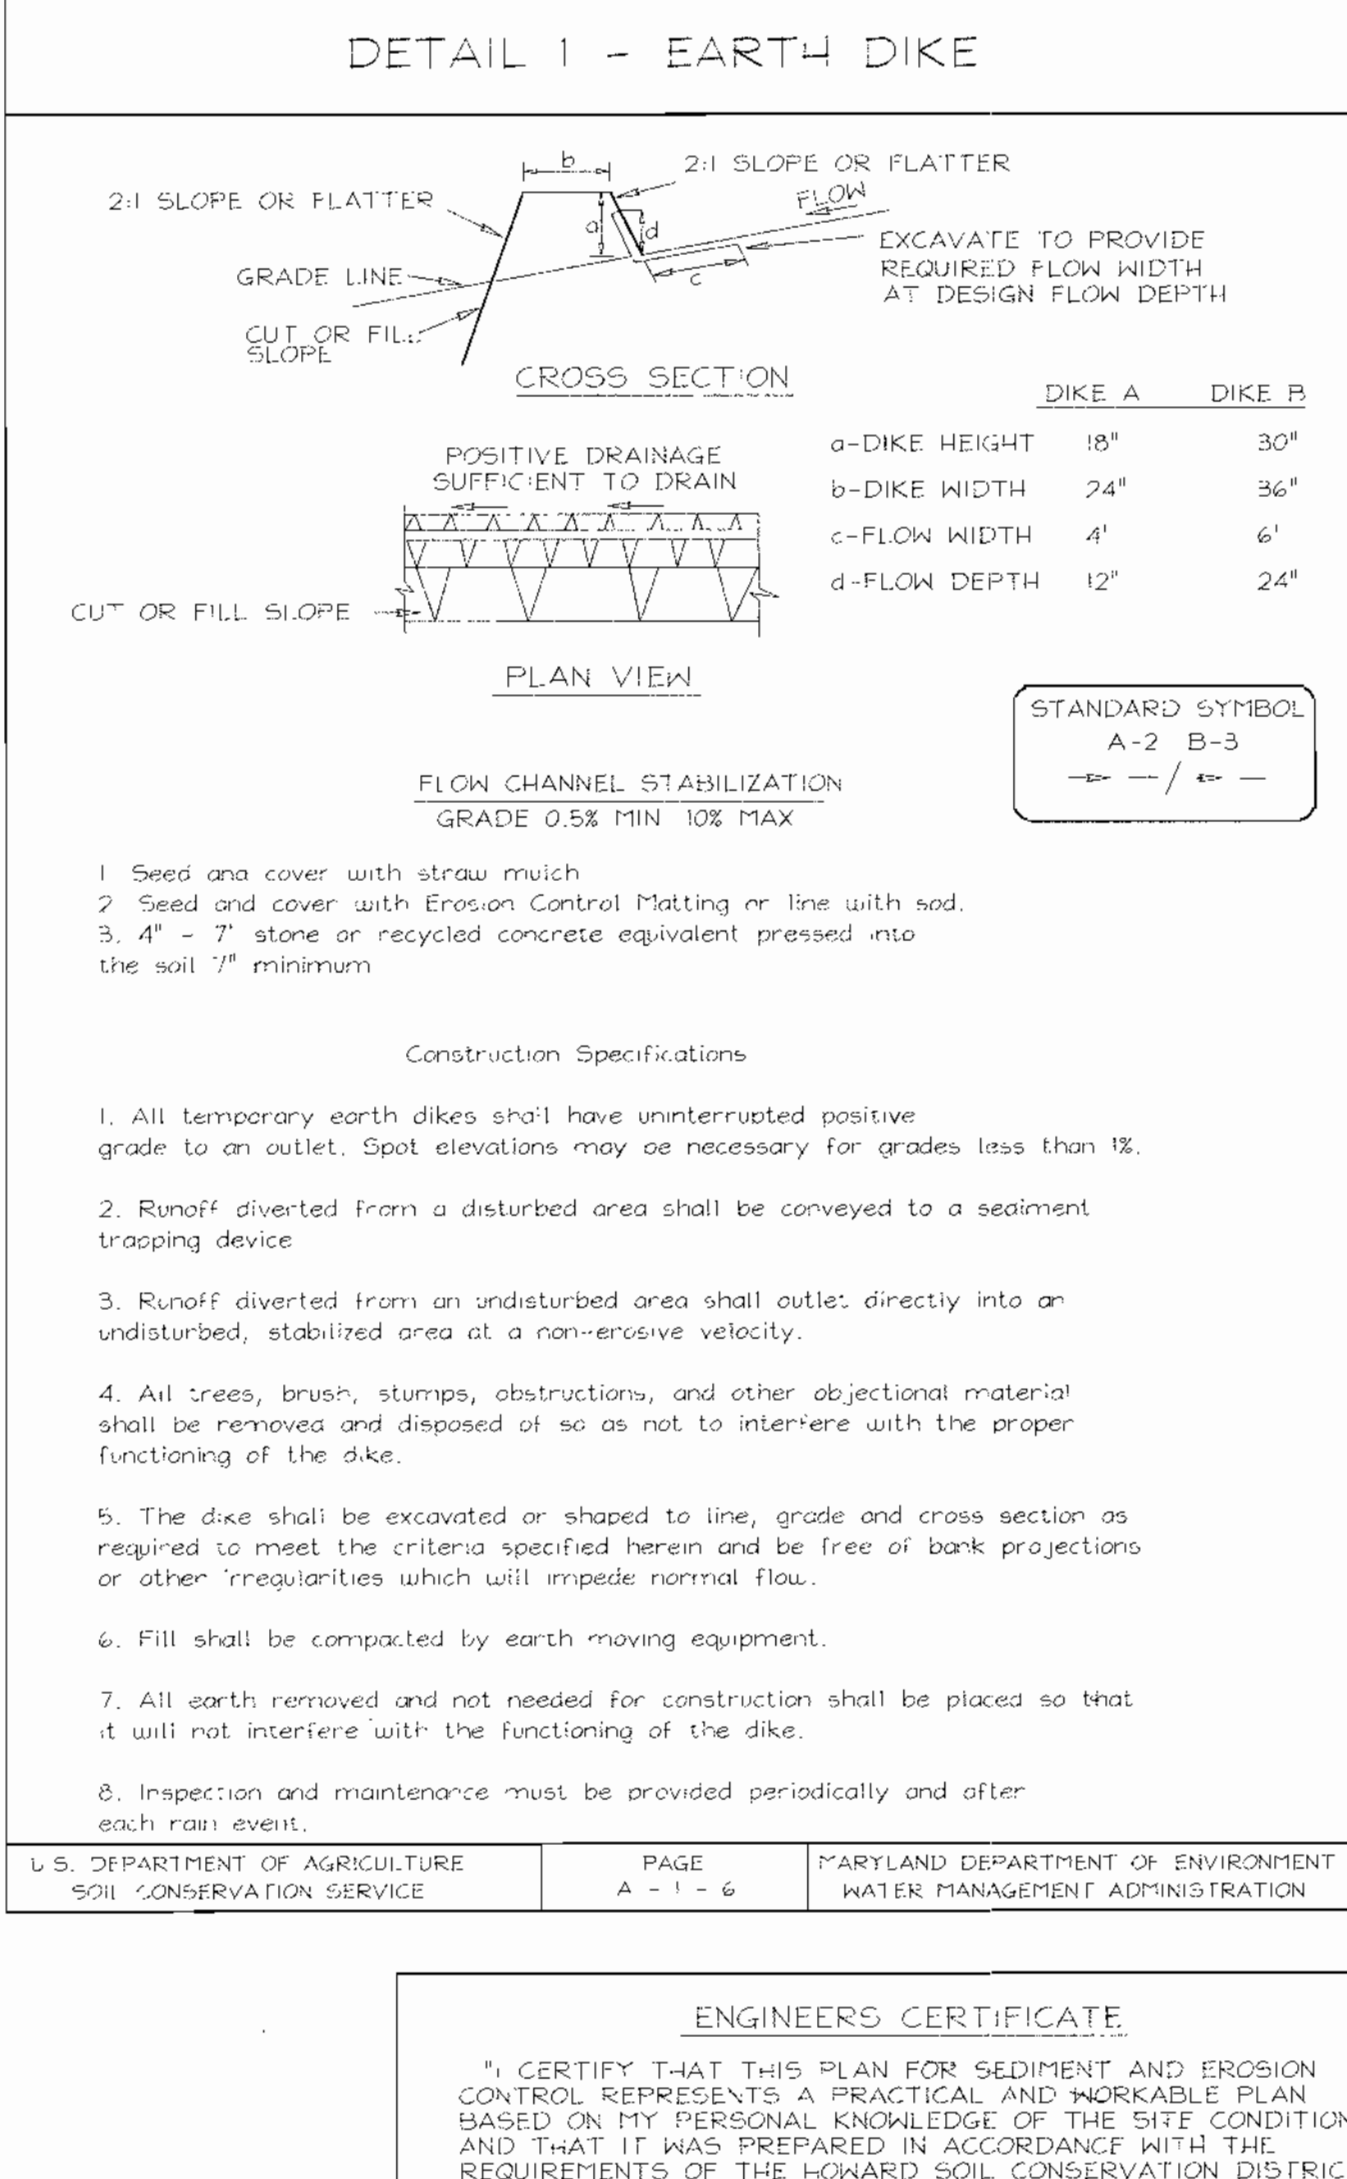 DETAIL 1 - EARTH DIKE
b
2:1 SLOPE OR FLATTER
2:1 SLOPE OR FLATTER
FLOW
a
d
EXCAVATE TO PROVIDE
REQUIRED FLOW WIDTH
AT DESIGN FLOW DEPTH
GRADE LINE
c
CUT OR FILL
SLOPE
CROSS SECTION
DIKE A DIKE B
a-DIKE HEIGHT 18" 30"
b-DIKE WIDTH 24" 36"
c-FLOW WIDTH 4' 6'
d-FLOW DEPTH 12" 24"
POSITIVE DRAINAGE
SUFFICIENT TO DRAIN
CUT OR FILL SLOPE
PLAN VIEW
STANDARD SYMBOL
A-2 B-3
FLOW CHANNEL STABILIZATION
GRADE 0.5% MIN 10% MAX
1 Seed and cover with straw mulch
2 Seed and cover with Erosion Control Matting or line with sod.
3. 4" - 7" stone or recycled concrete equivalent pressed into
the soil 7" minimum
Construction Specifications
1. All temporary earth dikes shall have uninterrupted positive
grade to an outlet. Spot elevations may be necessary for grades less than 1%.
2. Runoff diverted from a disturbed area shall be conveyed to a sediment
trapping device
3. Runoff diverted from an undisturbed area shall outlet directly into an
undisturbed, stabilized area at a non-erosive velocity.
4. All trees, brush, stumps, obstructions, and other objectional material
shall be removed and disposed of so as not to interfere with the proper
functioning of the dike.
5. The dike shall be excavated or shaped to line, grade and cross section as
required to meet the criteria specified herein and be free of bank projections
or other irregularities which will impede normal flow.
6. Fill shall be compacted by earth moving equipment.
7. All earth removed and not needed for construction shall be placed so that
it will not interfere with the functioning of the dike.
8. Inspection and maintenance must be provided periodically and after
each rain event.
U S. DEPARTMENT OF AGRICULTURE
SOIL CONSERVATION SERVICE
PAGE
A - 1 - 6
MARYLAND DEPARTMENT OF ENVIRONMENT
WATER MANAGEMENT ADMINISTRATION
ENGINEERS CERTIFICATE
"I CERTIFY THAT THIS PLAN FOR SEDIMENT AND EROSION
CONTROL REPRESENTS A PRACTICAL AND WORKABLE PLAN
BASED ON MY PERSONAL KNOWLEDGE OF THE SITE CONDITION
AND THAT IT WAS PREPARED IN ACCORDANCE WITH THE
REQUIREMENTS OF THE HOWARD SOIL CONSERVATION DISTRIC